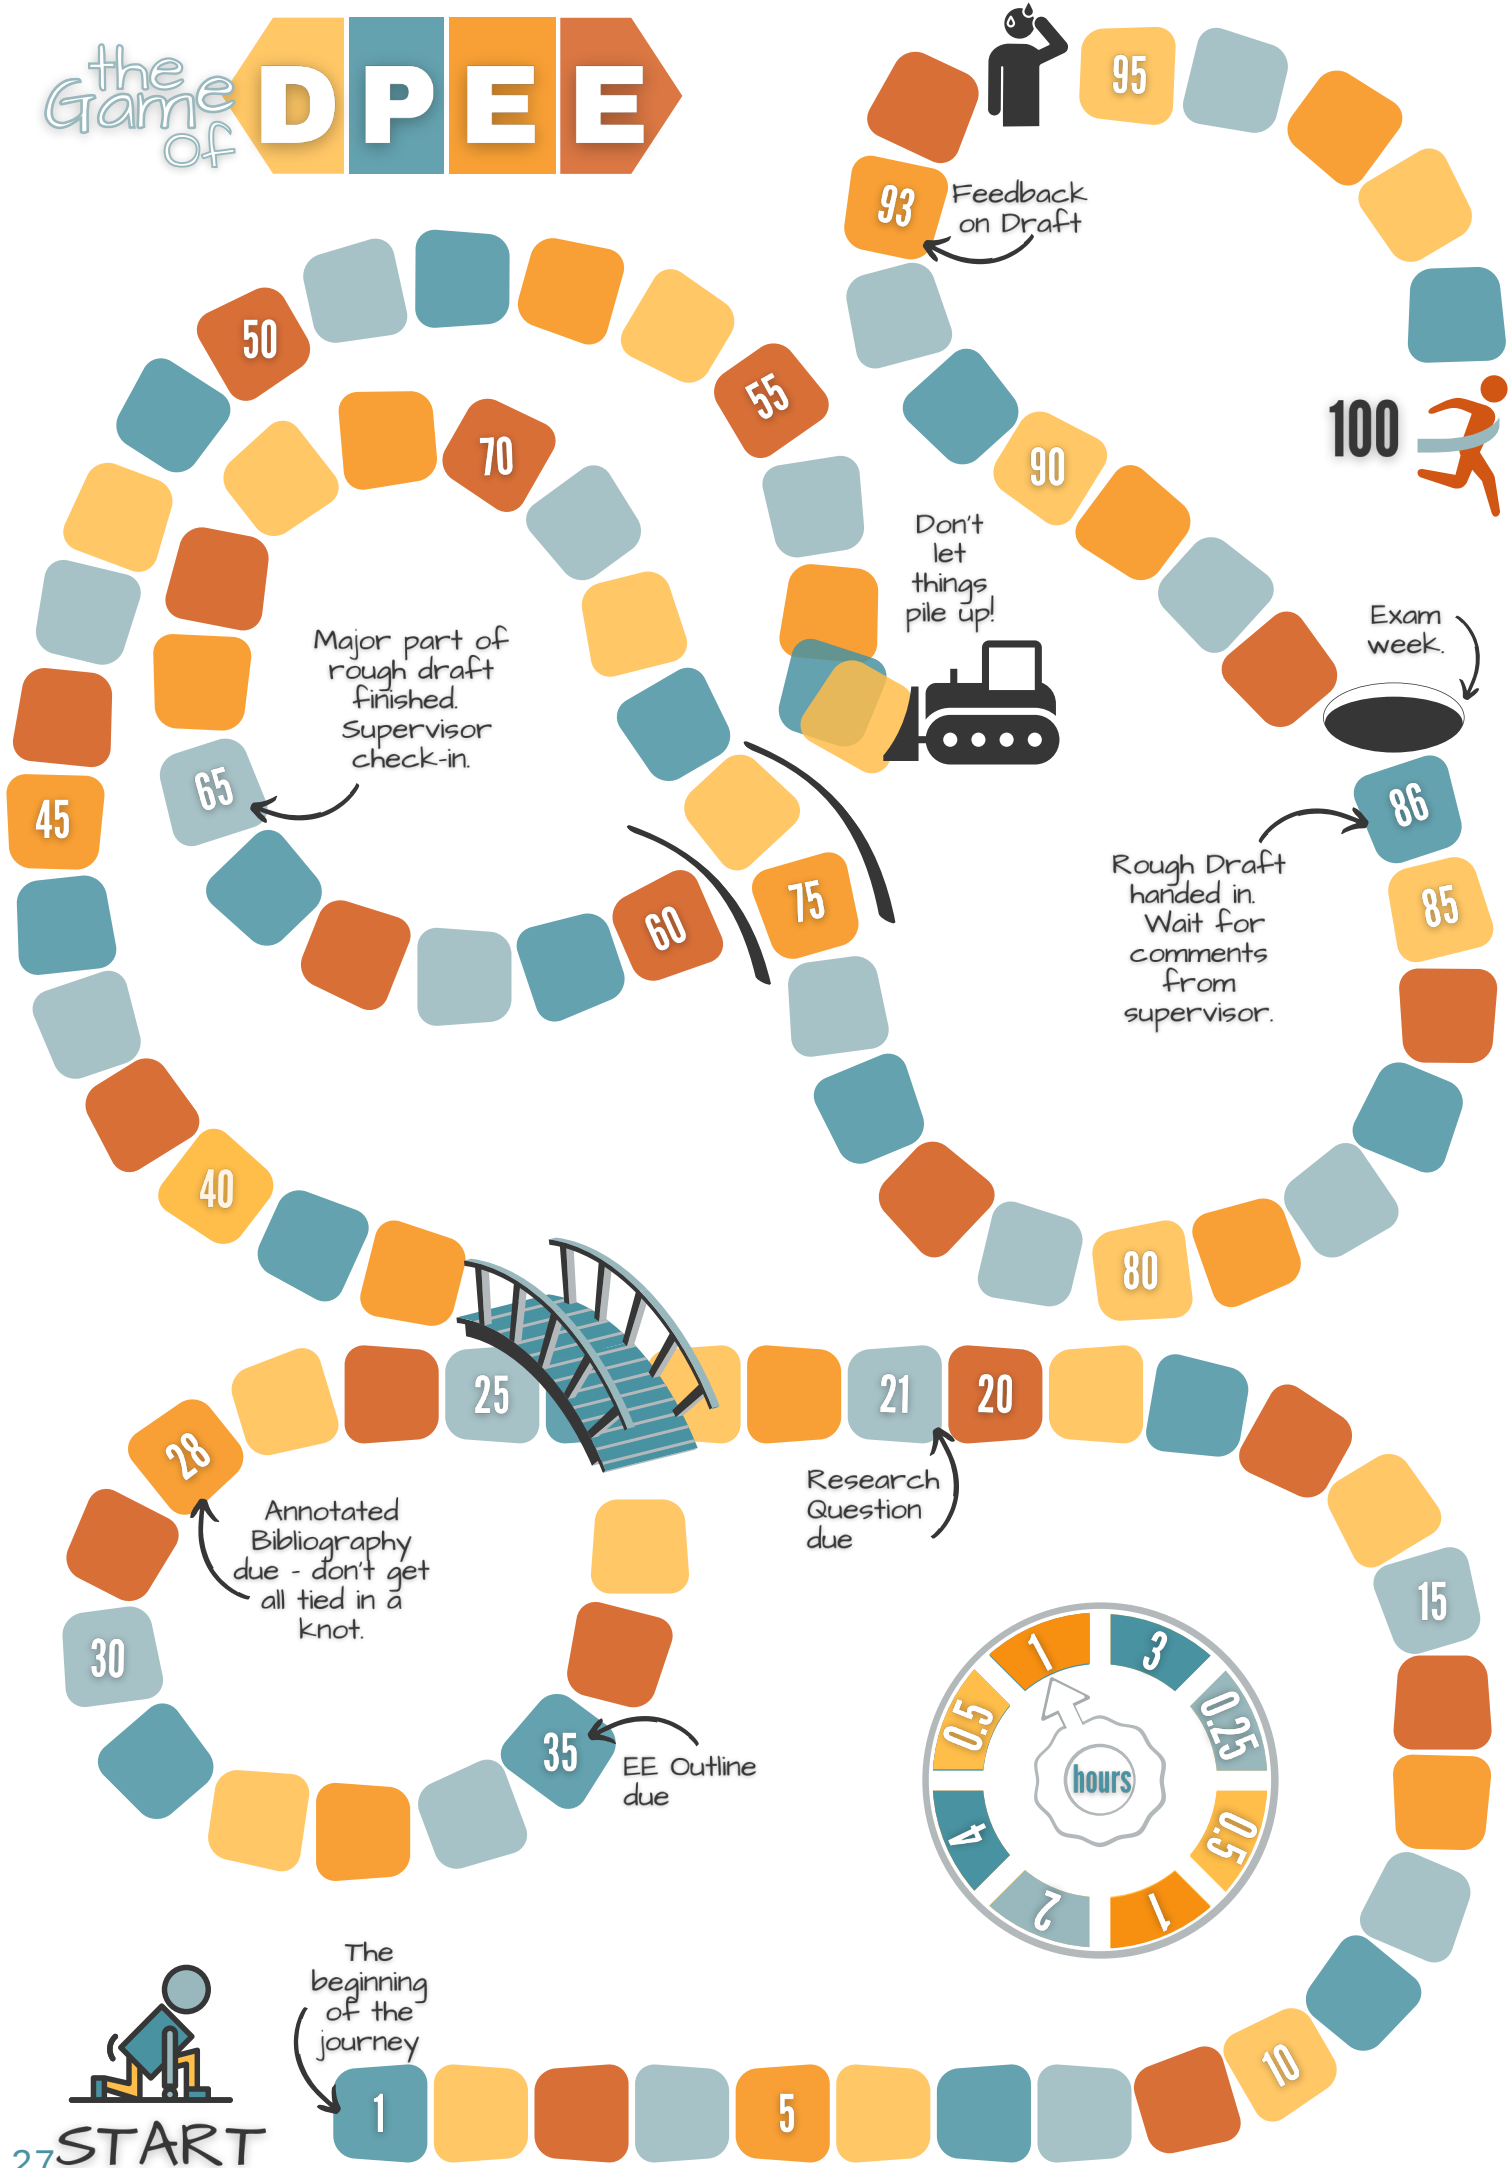 the
Game
of
DPEE
95
93
Feedback
on Draft
50
55
70
90
100
Don't
let
things
pile up!
Exam
week.
Major part of
rough draft
finished.
Supervisor
check-in.
65
45
86
Rough Draft
handed in.
Wait for
comments
from
supervisor.
85
75
60
40
80
25
21
20
28
Research
Question
due
Annotated
Bibliography
due - don't get
all tied in a
knot.
15
30
35
EE Outline
due
1
3
0.25
0.5
1
2
4
0.5
hours
The
beginning
of the
journey
10
1
5
START
27